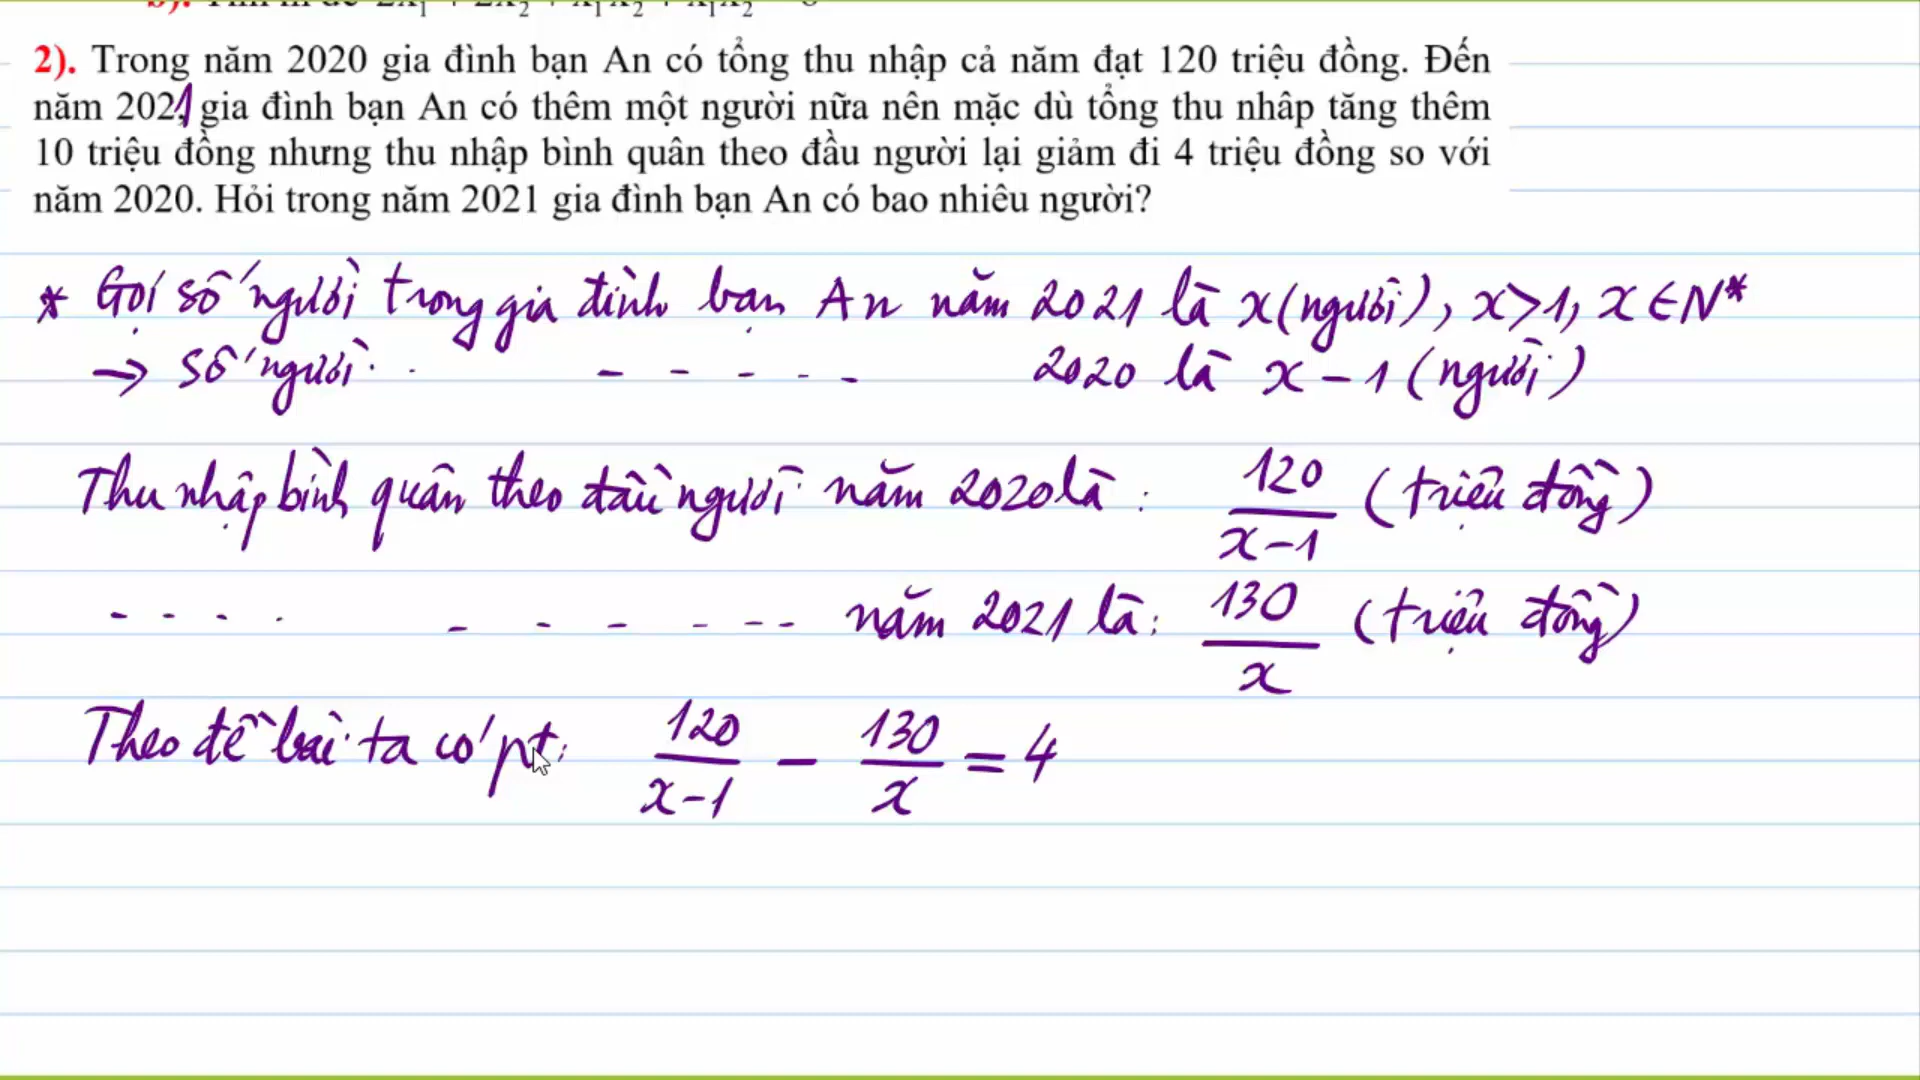 2). Trong năm 2020 gia đình bạn An có tổng thu nhập cả năm đạt 120 triệu đồng. Đến
năm 2021 gia đình bạn An có thêm một người nữa nên mặc dù tổng thu nhâp tăng thêm
10 triệu đồng nhưng thu nhập bình quân theo đầu người lại giảm đi 4 triệu đồng so với
năm 2020. Hỏi trong năm 2021 gia đình bạn An có bao nhiêu người?
* Gọi số người trong gia đình bạn An năm 2021 là x (người), x>1, x ∈ N*
→ số người . . - - - - - 2020 là x - 1 (người)
Thu nhập bình quân theo đầu người năm 2020 là: 120/(x-1) (triệu đồng)
- - - - - - - - - - - năm 2021 là: 130/x (triệu đồng)
Theo đề bài ta có pt: 120/(x-1) - 130/x = 4